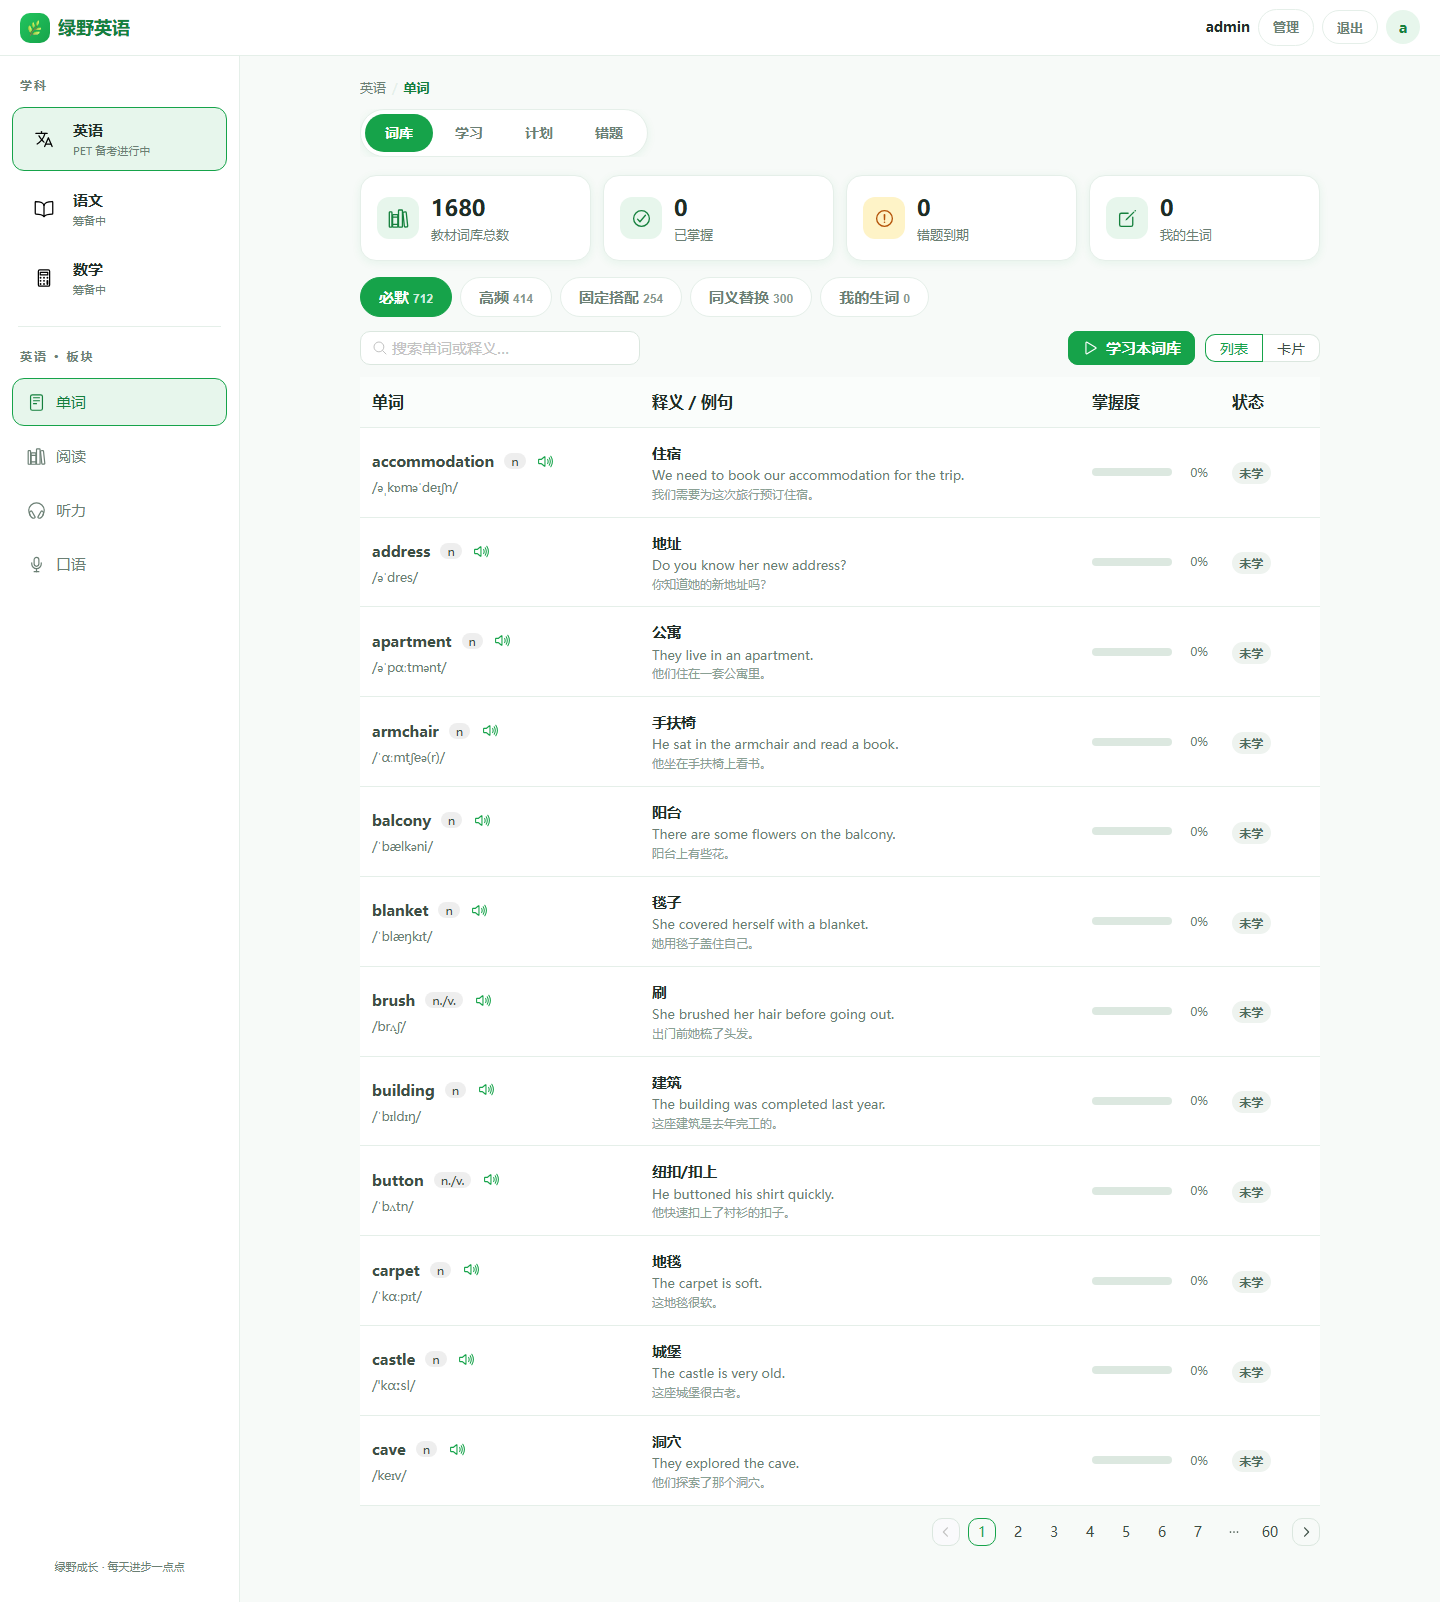 绿野英语
admin
管理
退出
a
学科
英语
PET 备考进行中
语文
筹备中
数学
筹备中
英语 • 板块
单词
阅读
听力
口语
绿野成长 · 每天进步一点点
英语 / 单词
词库
学习
计划
错题
1680
教材词库总数
0
已掌握
0
错题到期
0
我的生词
必默 712
高频 414
固定搭配 254
同义替换 300
我的生词 0
搜索单词或释义...
学习本词库
列表
卡片
单词
释义 / 例句
掌握度
状态
accommodation n
/əˌkɒməˈdeɪʃn/
住宿
We need to book our accommodation for the trip.
我们需要为这次旅行预订住宿。
0%
未学
address n
/əˈdres/
地址
Do you know her new address?
你知道她的新地址吗?
0%
未学
apartment n
/əˈpɑːtmənt/
公寓
They live in an apartment.
他们住在一套公寓里。
0%
未学
armchair n
/ˈɑːmtʃeə(r)/
手扶椅
He sat in the armchair and read a book.
他坐在手扶椅上看书。
0%
未学
balcony n
/ˈbælkəni/
阳台
There are some flowers on the balcony.
阳台上有些花。
0%
未学
blanket n
/ˈblæŋkɪt/
毯子
She covered herself with a blanket.
她用毯子盖住自己。
0%
未学
brush n./v.
/brʌʃ/
刷
She brushed her hair before going out.
出门前她梳了头发。
0%
未学
building n
/ˈbɪldɪŋ/
建筑
The building was completed last year.
这座建筑是去年完工的。
0%
未学
button n./v.
/ˈbʌtn/
纽扣/扣上
He buttoned his shirt quickly.
他快速扣上了衬衫的扣子。
0%
未学
carpet n
/ˈkɑːpɪt/
地毯
The carpet is soft.
这地毯很软。
0%
未学
castle n
/ˈkɑːsl/
城堡
The castle is very old.
这座城堡很古老。
0%
未学
cave n
/keɪv/
洞穴
They explored the cave.
他们探索了那个洞穴。
0%
未学
1 2 3 4 5 6 7 ··· 60